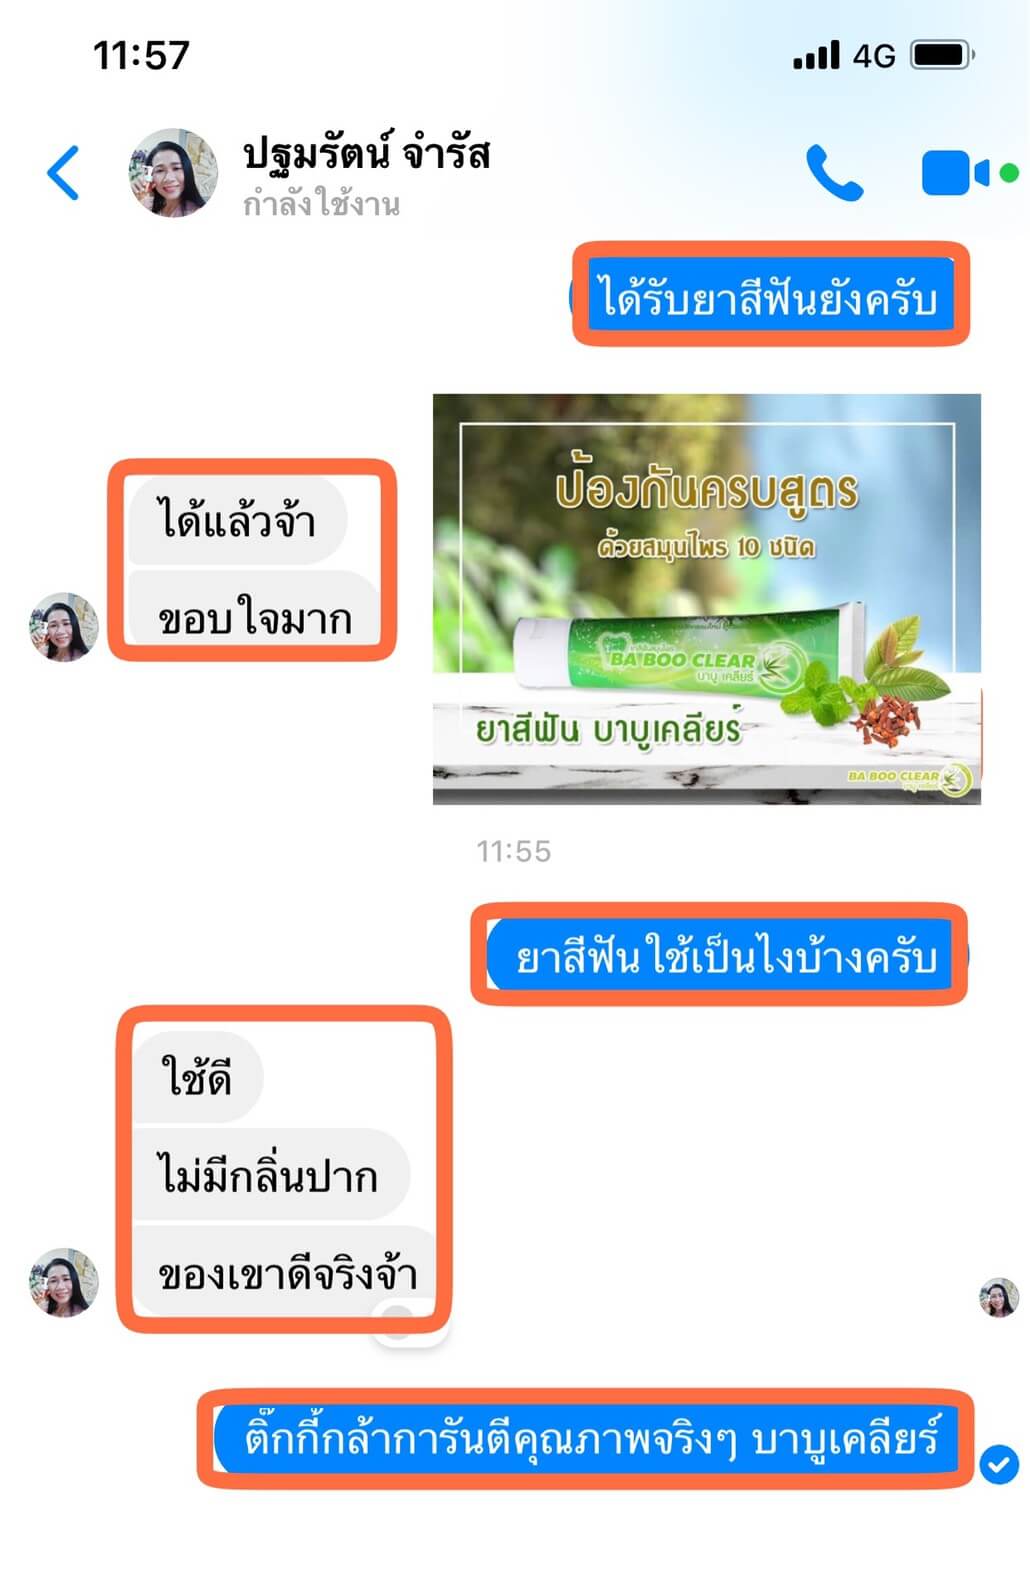 11:57
4G
ปฐมรัตน์ จำรัส
กำลังใช้งาน
ได้รับยาสีฟันยังครับ
ป้องกันครบสูตร
ด้วยสมุนไพร 10 ชนิด
BA BOO CLEAR
บาบู เคลียร์
ยาสีฟัน บาบูเคลียร์
BA BOO CLEAR
ได้แล้วจ้า
ขอบใจมาก
11:55
ยาสีฟันใช้เป็นไงบ้างครับ
ใช้ดี
ไม่มีกลิ่นปาก
ของเขาดีจริงจ้า
ติ๊กกี้กล้าการันตีคุณภาพจริงๆ บาบูเคลียร์